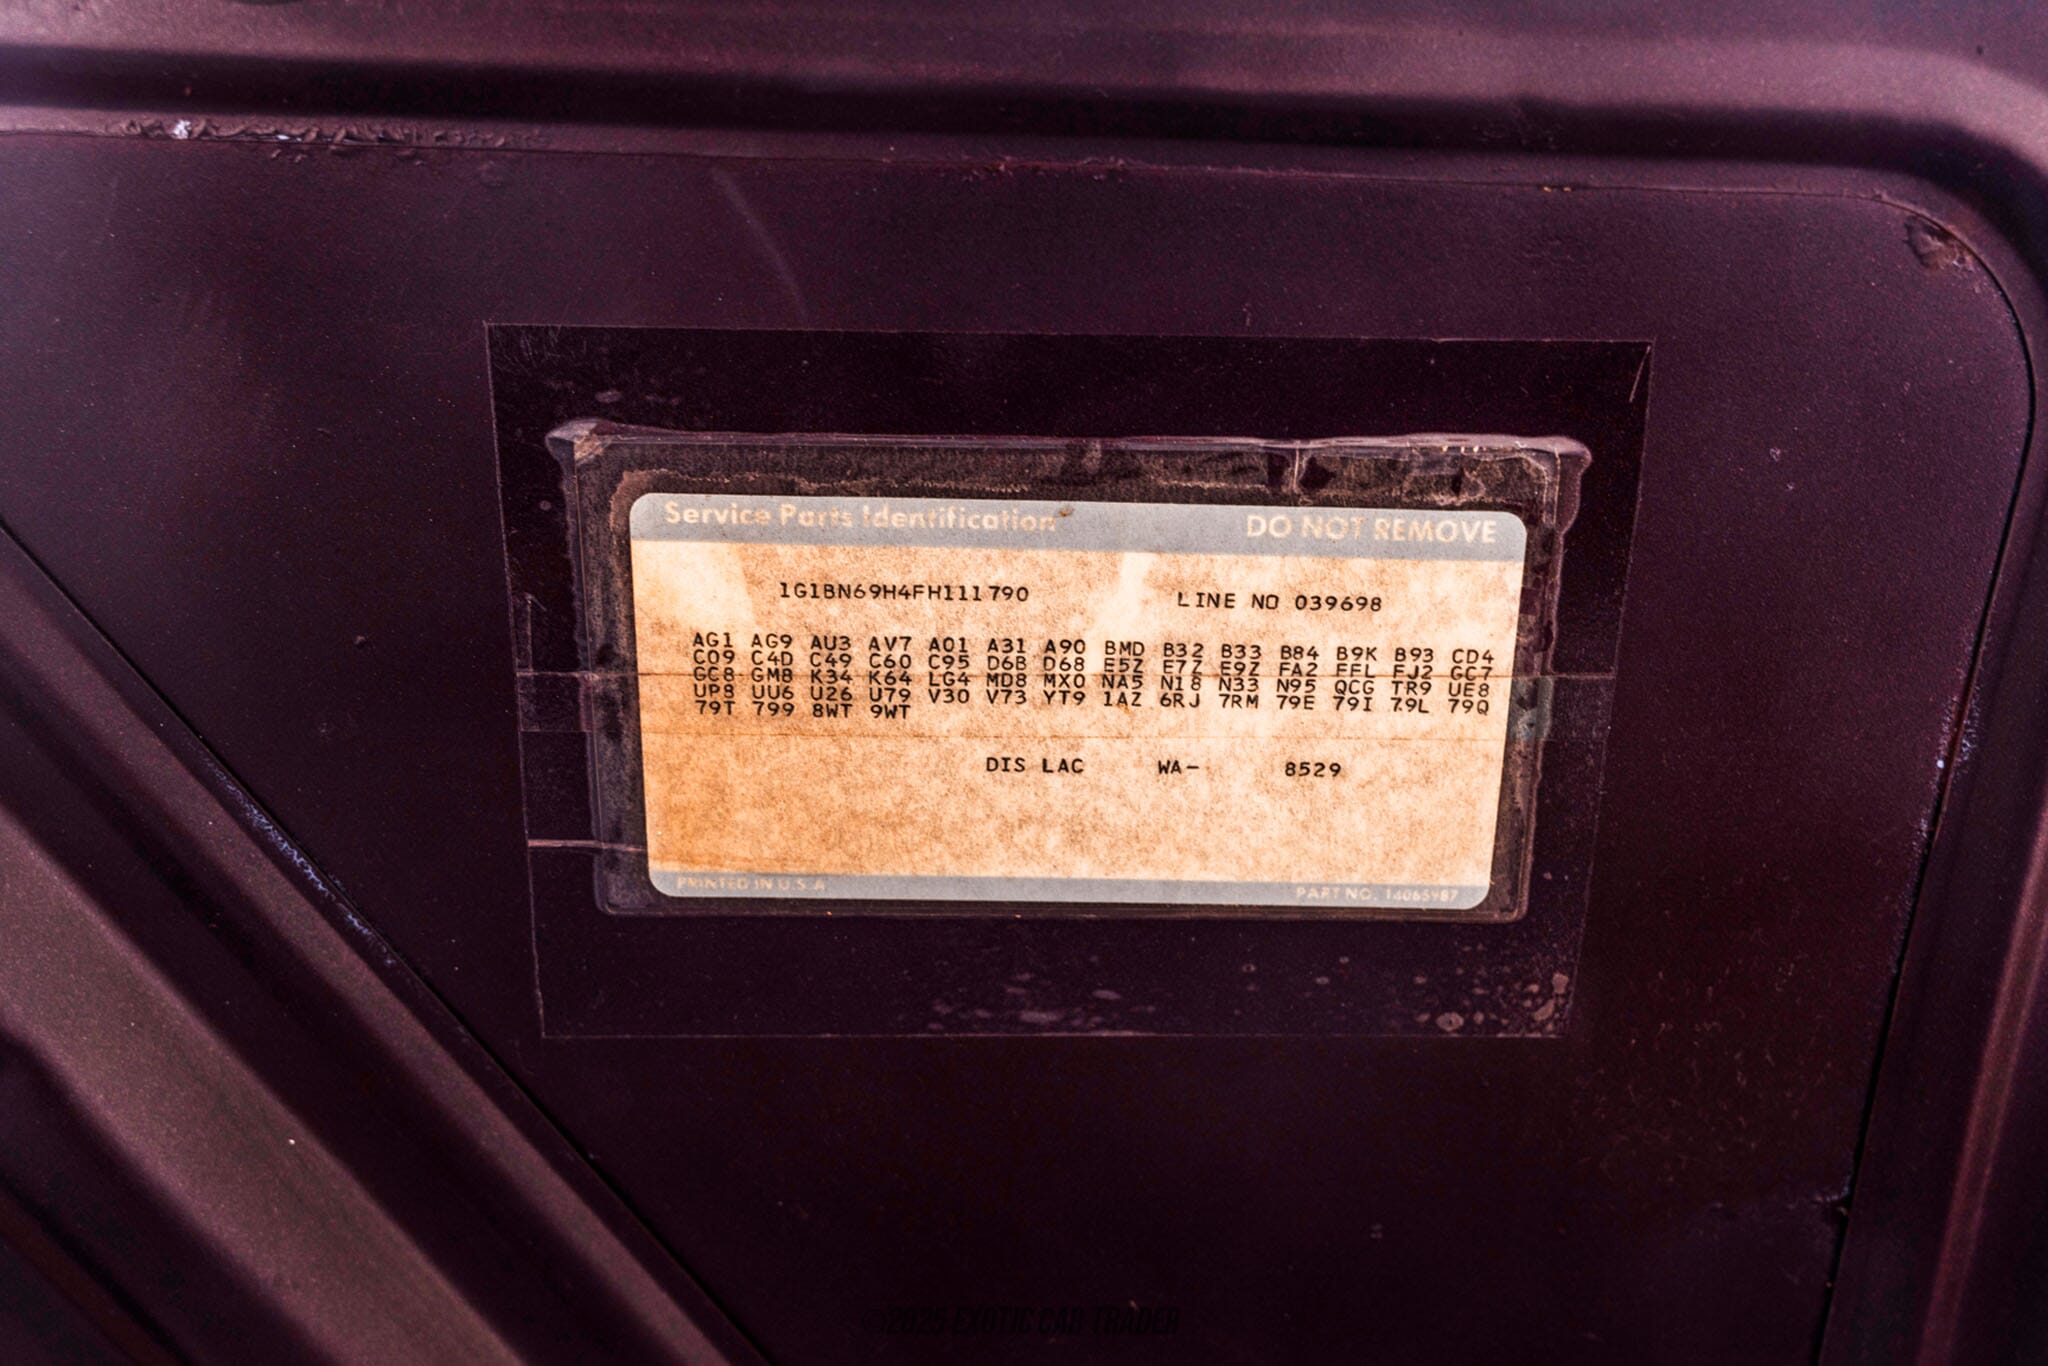 Service Parts Identification DO NOT REMOVE
1G1BN69H4FH111790 LINE NO 039698
AG1 AG9 AU3 AV7 A01 A31 A90 BMD B32 B33 B84 B9K B93 CD4
C09 C4D C49 C60 C95 D6B D68 E5Z E7Z E9Z FA2 FFL FJ2 GC7
GC8 GM8 K34 K64 LG4 MD8 MX0 NA5 N18 N33 N95 QCG TR9 UE8
UP8 UU6 U26 U79 V30 V73 YT9 1AZ 6RJ 7RM 79E 79I 79L 79Q
79T 799 8WT 9WT
DIS LAC WA- 8529
PRINTED IN U.S.A PART NO. 14065987
©2025 EXOTIC CAR TRADER